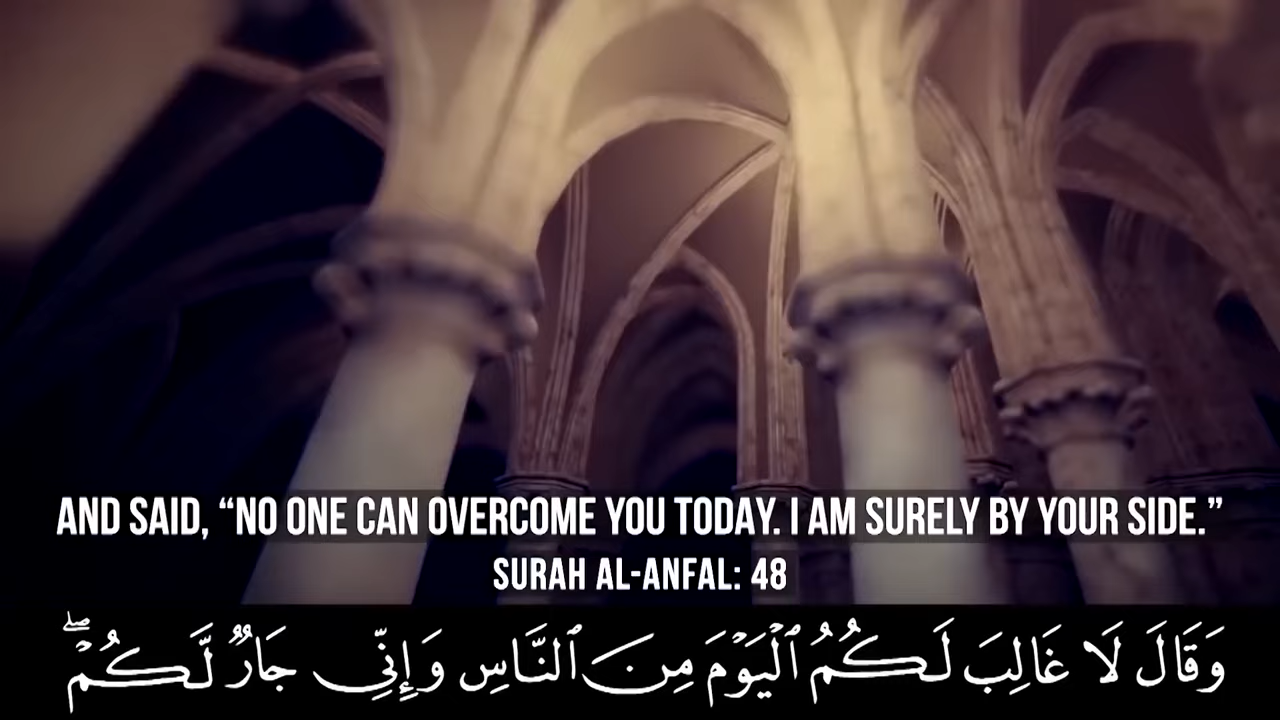 AND SAID, “NO ONE CAN OVERCOME YOU TODAY. I AM SURELY BY YOUR SIDE.”
SURAH AL-ANFAL: 48
وَقَالَ لَا غَالِبَ لَكُمُ ٱلْيَوْمَ مِنَ ٱلنَّاسِ وَإِنِّى جَارٌ لَّكُمْ ۖ